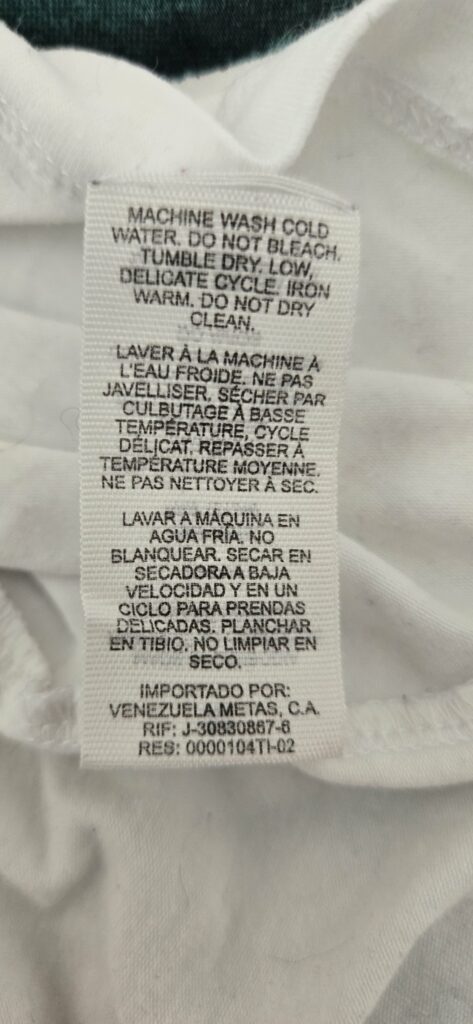 MACHINE WASH COLD
WATER. DO NOT BLEACH.
TUMBLE DRY. LOW,
DELICATE CYCLE. IRON
WARM. DO NOT DRY
CLEAN.
LAVER À LA MACHINE À
L'EAU FROIDE. NE PAS
JAVELLISER. SÉCHER PAR
CULBUTAGE À BASSE
TEMPÉRATURE, CYCLE
DÉLICAT. REPASSER À
TEMPÉRATURE MOYENNE.
NE PAS NETTOYER À SEC.
LAVAR A MÁQUINA EN
AGUA FRÍA. NO
BLANQUEAR. SECAR EN
SECADORA A BAJA
VELOCIDAD Y EN UN
CICLO PARA PRENDAS
DELICADAS. PLANCHAR
EN TIBIO. NO LIMPIAR EN
SECO.
IMPORTADO POR:
VENEZUELA METAS, C.A.
RIF: J-30830867-6
RES: 0000104TI-02